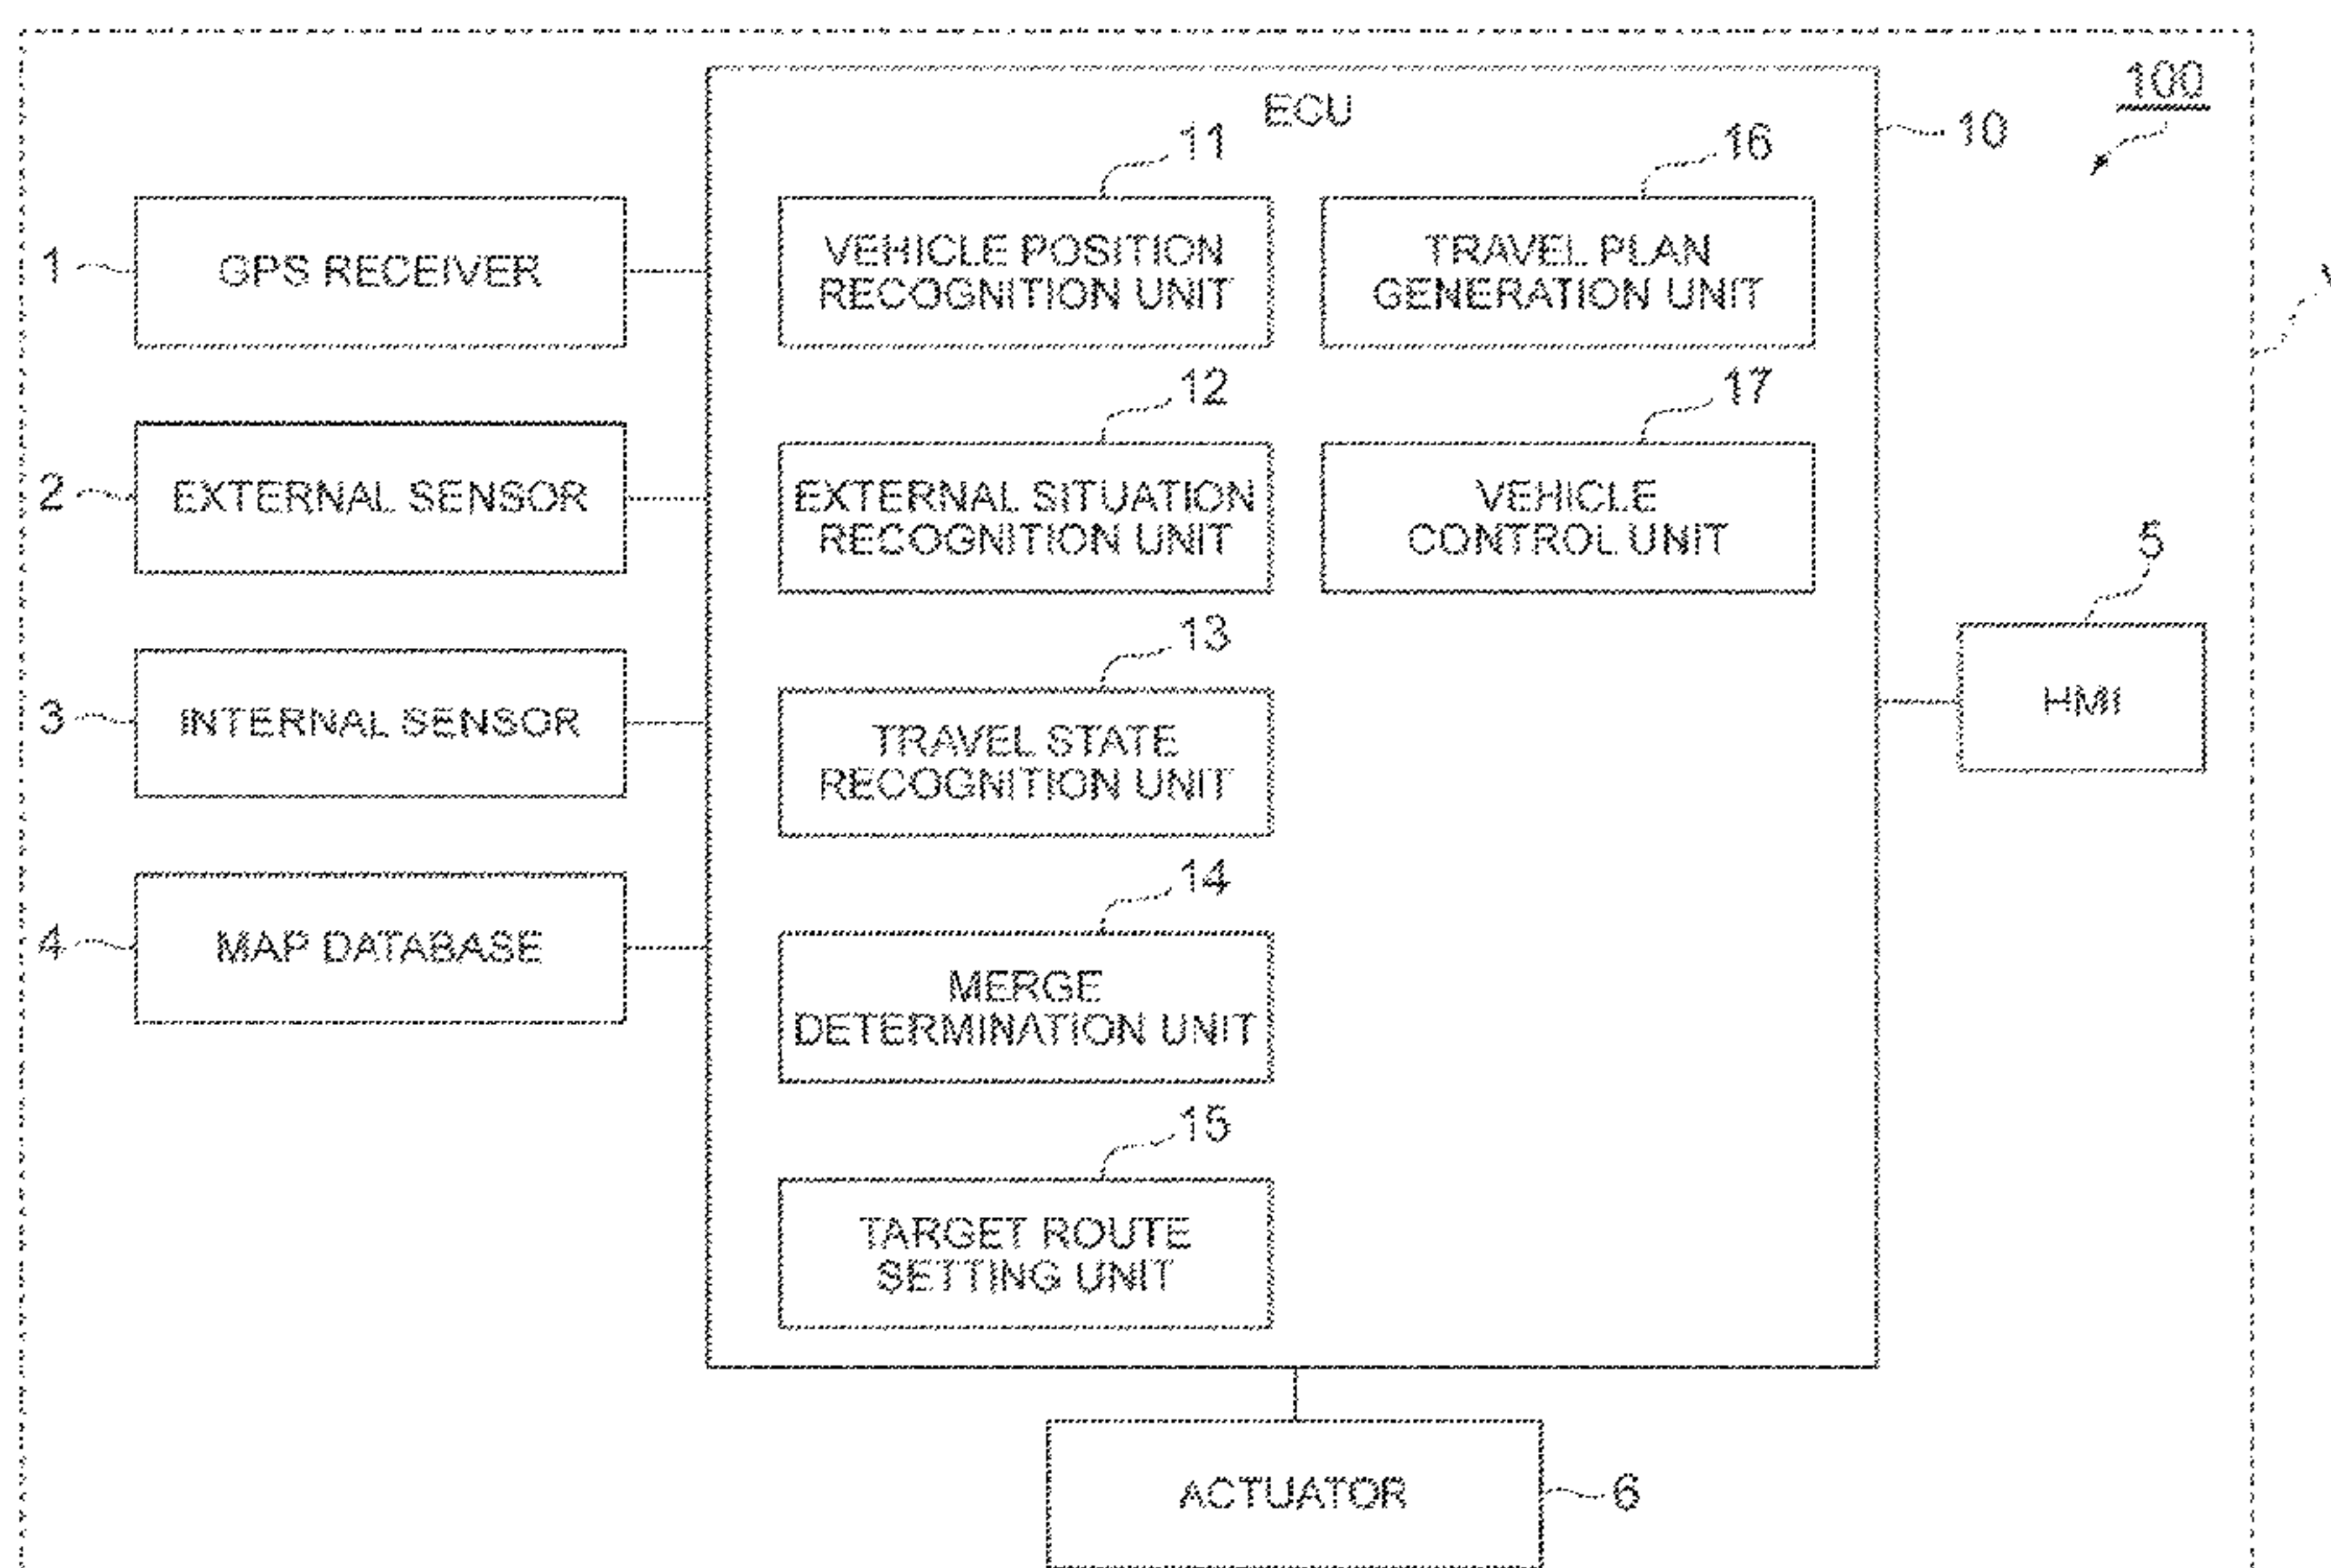 100
ECU
10
11
16
1
GPS RECEIVER
VEHICLE POSITION
RECOGNITION UNIT
TRAVEL PLAN
GENERATION UNIT
12
17
2
EXTERNAL SENSOR
EXTERNAL SITUATION
RECOGNITION UNIT
VEHICLE
CONTROL UNIT
5
HMI
13
3
INTERNAL SENSOR
TRAVEL STATE
RECOGNITION UNIT
14
4
MAP DATABASE
MERGE
DETERMINATION UNIT
15
TARGET ROUTE
SETTING UNIT
ACTUATOR
6